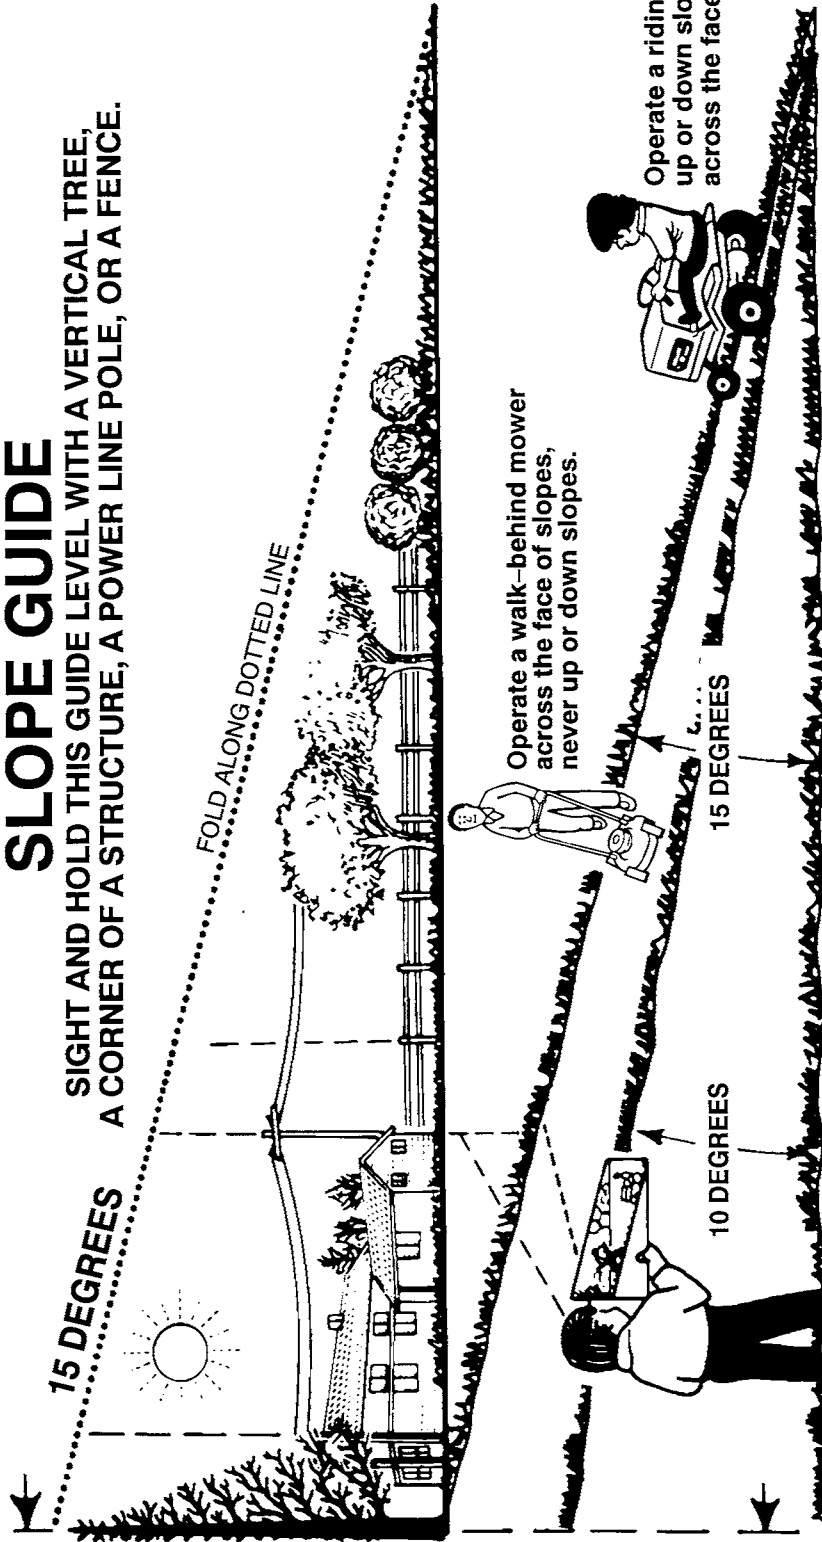 SLOPE GUIDE
SIGHT AND HOLD THIS GUIDE LEVEL WITH A VERTICAL TREE,
A CORNER OF A STRUCTURE, A POWER LINE POLE, OR A FENCE.
15 DEGREES
FOLD ALONG DOTTED LINE
Operate a walk-behind mower
across the face of slopes,
never up or down slopes.
Operate a
up or down
across the face
15 DEGREES
10 DEGREES